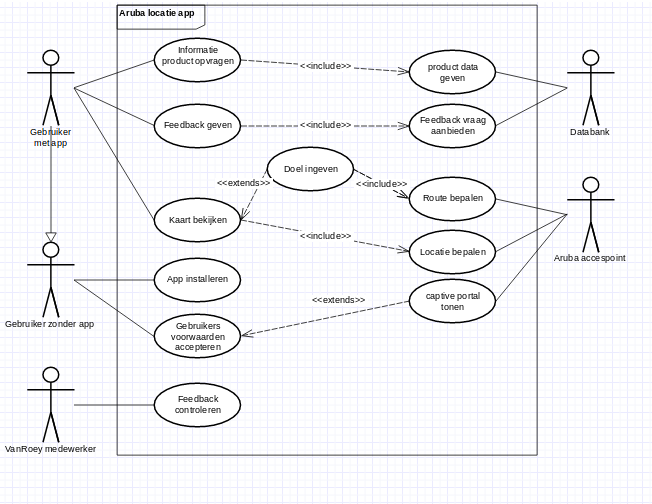 Aruba locatie app
Informatie
product opvragen
<<include>>
product data
geven
Gebruiker
met app
Feedback geven
<<include>>
Feedback vraag
aanbieden
Databank
Doel ingeven
<<extends>>
<<include>>
Route bepalen
Kaart bekijken
<<include>>
Locatie bepalen
Aruba accespoint
App installeren
<<extends>>
captive portal
tonen
Gebruiker zonder app
Gebruikers
voorwaarden
accepteren
Feedback
controleren
VanRoey medewerker